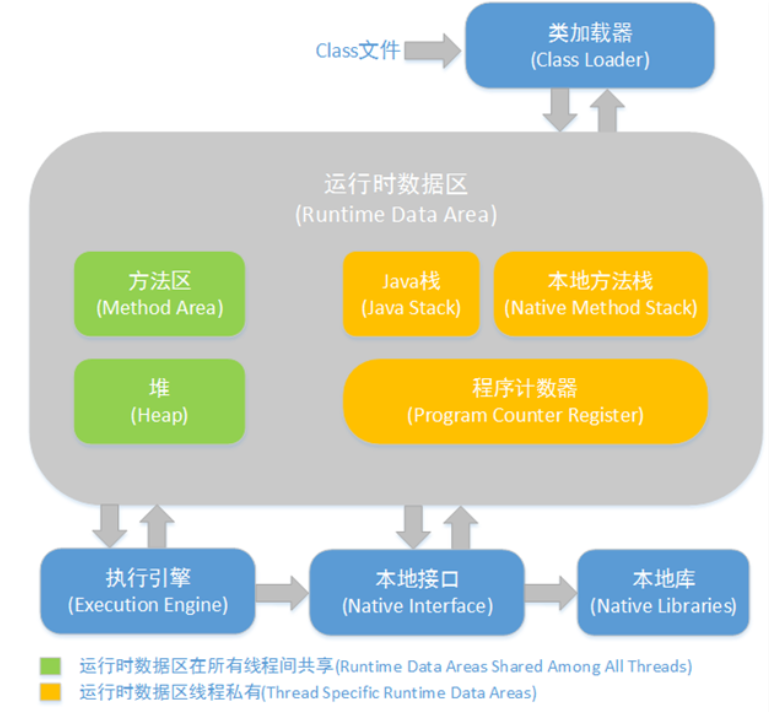 Class文件
类加载器
(Class Loader)
运行时数据区
(Runtime Data Area)
方法区
(Method Area)
Java栈
(Java Stack)
本地方法栈
(Native Method Stack)
堆
(Heap)
程序计数器
(Program Counter Register)
执行引擎
(Execution Engine)
本地接口
(Native Interface)
本地库
(Native Libraries)
运行时数据区在所有线程间共享(Runtime Data Areas Shared Among All Threads)
运行时数据区线程私有(Thread Specific Runtime Data Areas)